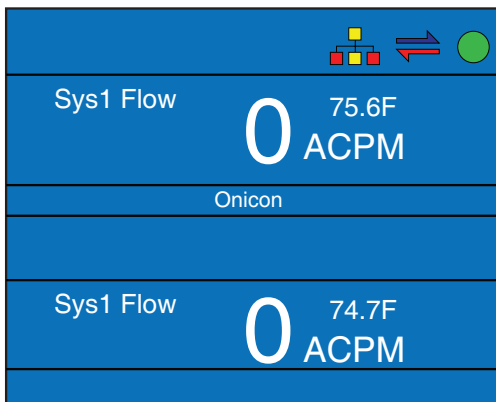 Sys1 Flow
0
75.6F
ACPM
Onicon
Sys1 Flow
0
74.7F
ACPM